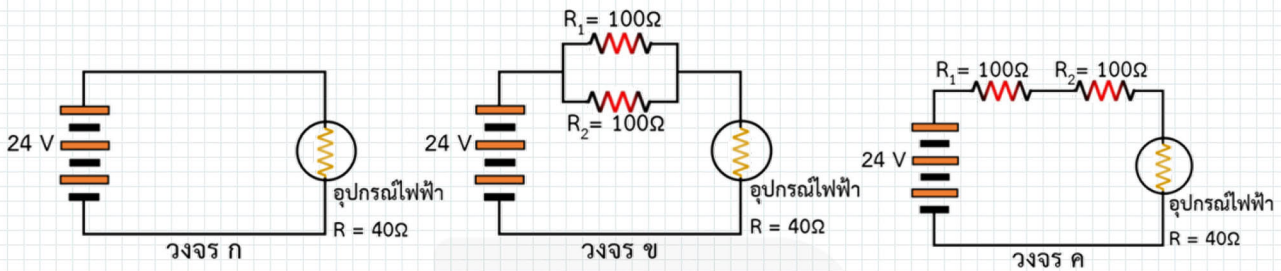 24 V
อุปกรณ์ไฟฟ้า
R = 40Ω
วงจร ก
R₁= 100Ω
R₂= 100Ω
24 V
อุปกรณ์ไฟฟ้า
R = 40Ω
วงจร ข
R₁= 100Ω
R₂= 100Ω
24 V
อุปกรณ์ไฟฟ้า
R = 40Ω
วงจร ค